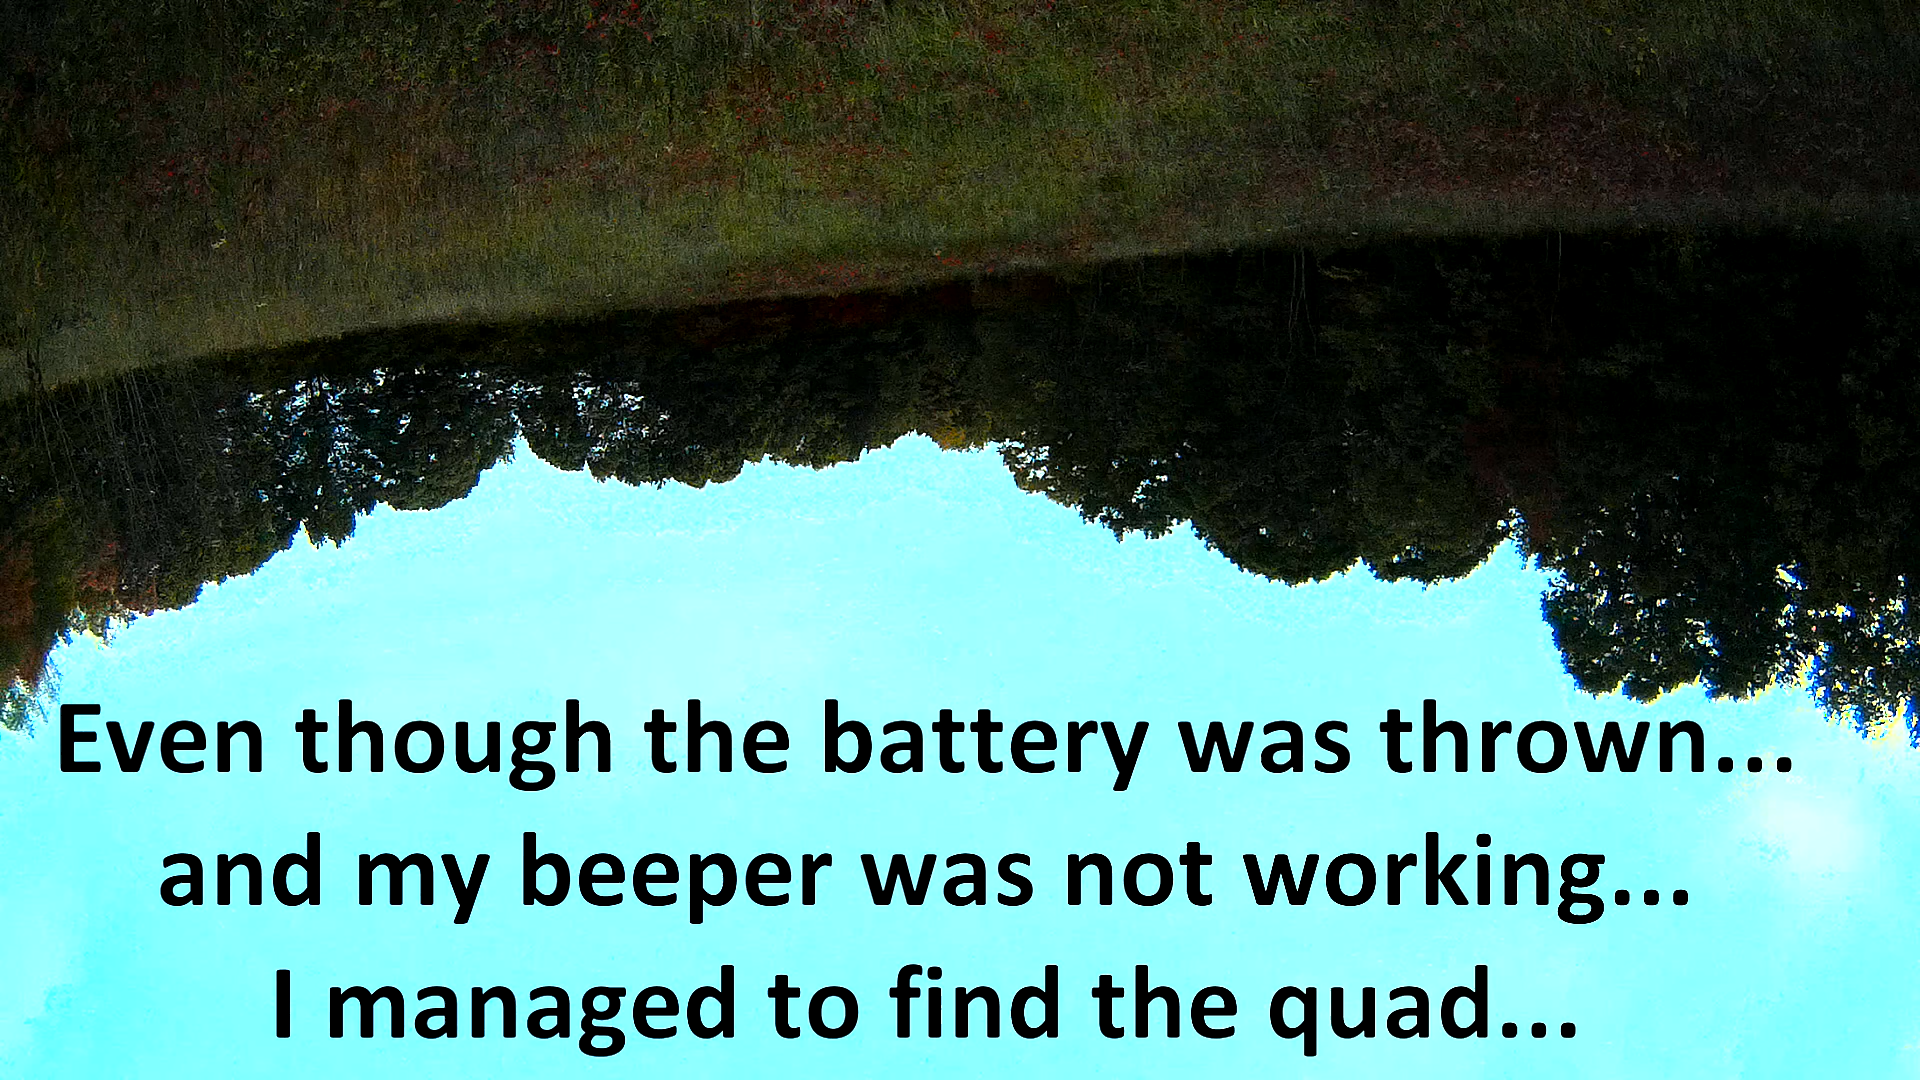 Even though the battery was thrown...
and my beeper was not working...
I managed to find the quad...